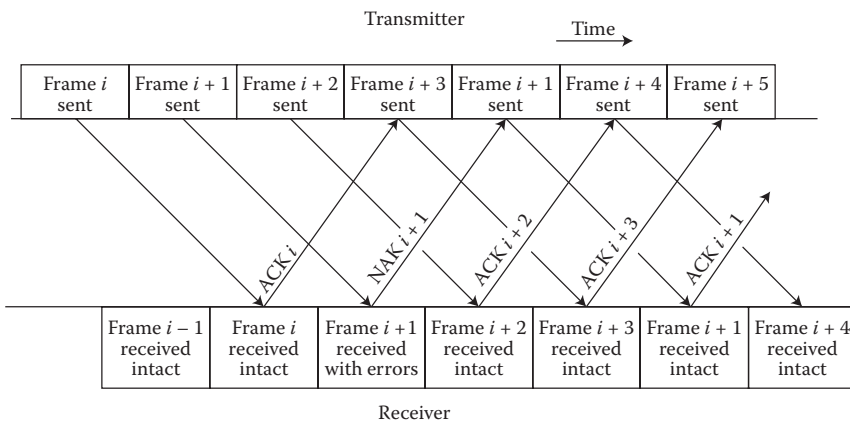 Transmitter
Time
Frame i sent
Frame i + 1 sent
Frame i + 2 sent
Frame i + 3 sent
Frame i + 1 sent
Frame i + 4 sent
Frame i + 5 sent
ACK i
NAK i + 1
ACK i + 2
ACK i + 3
ACK i + 1
Frame i − 1 received intact
Frame i received intact
Frame i +1 received with errors
Frame i + 2 received intact
Frame i + 3 received intact
Frame i + 1 received intact
Frame i + 4 received intact
Receiver